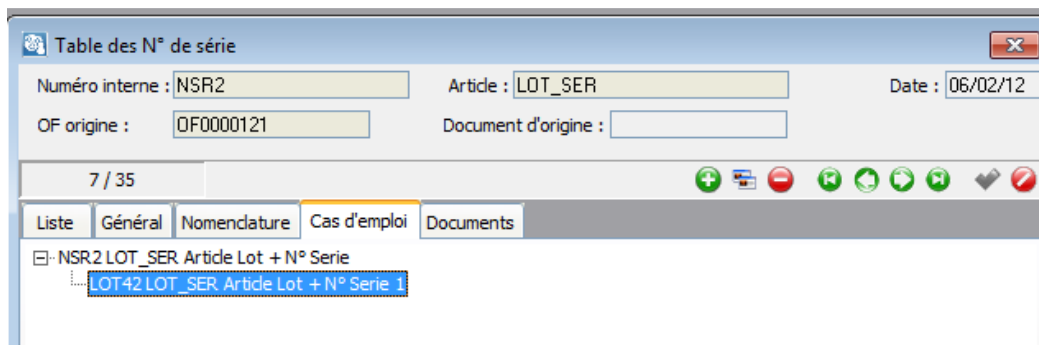 Table des N° de série
Numéro interne : NSR2 Article : LOT_SER Date : 06/02/12
OF origine : OF0000121 Document d'origine :
7 / 35
Liste Général Nomenclature Cas d'emploi Documents
NSR2 LOT_SER Article Lot + N° Serie
LOT42 LOT_SER Article Lot + N° Serie 1